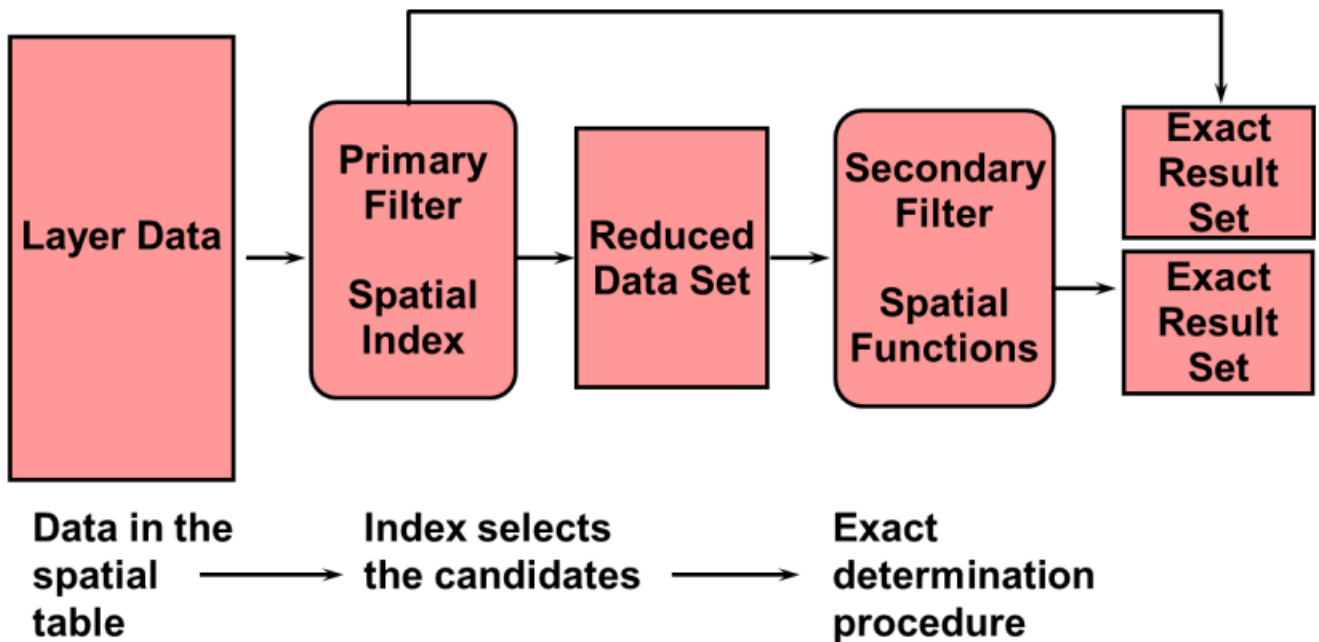 Layer Data
Primary
Filter
Spatial
Index
Reduced
Data Set
Secondary
Filter
Spatial
Functions
Exact
Result
Set
Exact
Result
Set
Data in the
spatial
table
Index selects
the candidates
Exact
determination
procedure